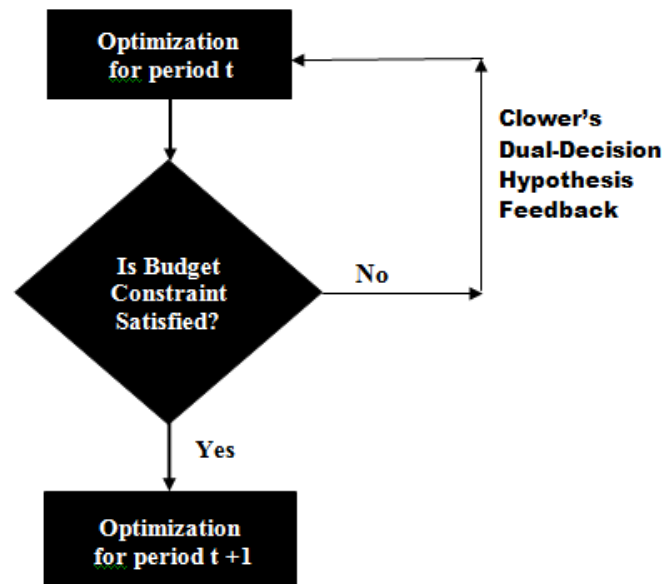 Optimization
for period t
Clower's
Dual-Decision
Hypothesis
Feedback
Is Budget
Constraint
Satisfied?
No
Yes
Optimization
for period t +1